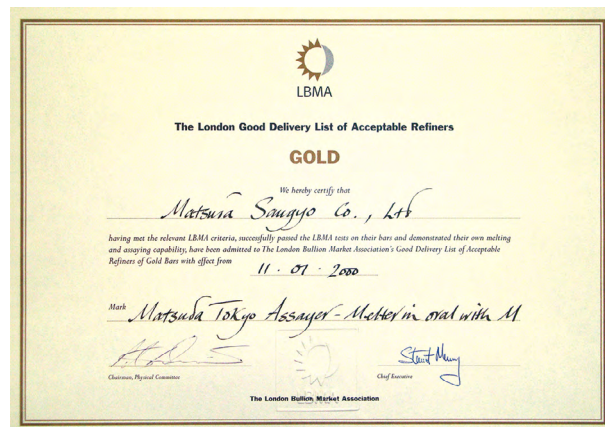 LBMA
The London Good Delivery List of Acceptable Refiners
GOLD
We hereby certify that
Matsuda Sangyo Co., Ltd
having met the relevant LBMA criteria, successfully passed the LBMA tests on their bars and demonstrated their own melting
and assaying capability, have been admitted to The London Bullion Market Association's Good Delivery List of Acceptable
Refiners of Gold Bars with effect from
11 · 01 · 2000
Mark Matsuda Tokyo Assayer - Melter in oval with M
Chairman, Physical Committee
Chief Executive
The London Bullion Market Association